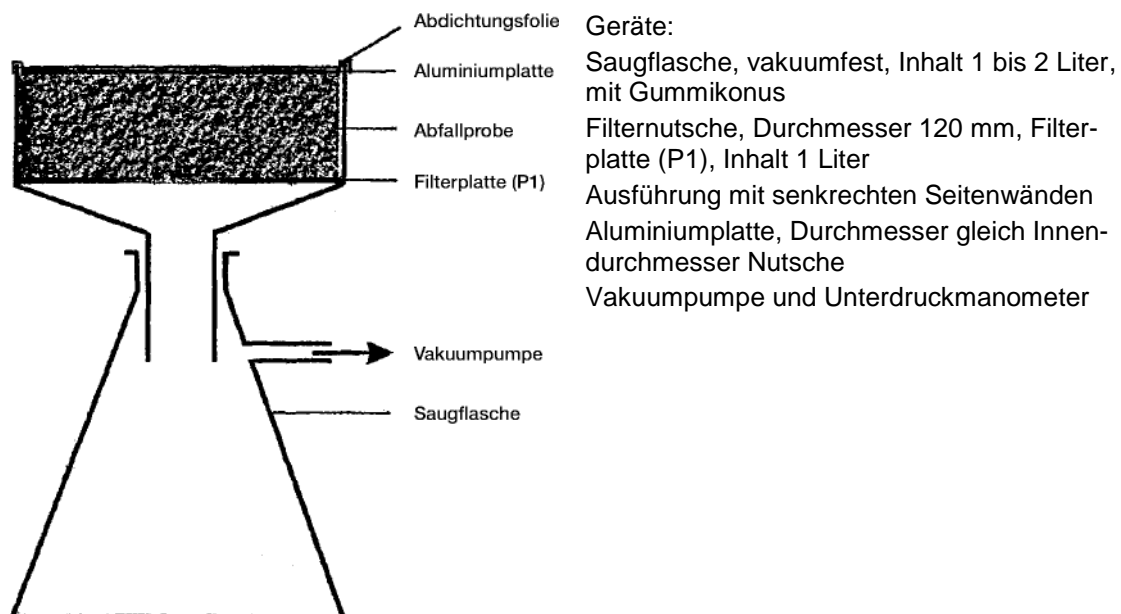 Abdichtungsfolie
Aluminiumplatte
Abfallprobe
Filterplatte (P1)
Vakuumpumpe
Saugflasche
Geräte:
Saugflasche, vakuumfest, Inhalt 1 bis 2 Liter,
mit Gummikonus
Filternutsche, Durchmesser 120 mm, Filter-
platte (P1), Inhalt 1 Liter
Ausführung mit senkrechten Seitenwänden
Aluminiumplatte, Durchmesser gleich Innen-
durchmesser Nutsche
Vakuumpumpe und Unterdruckmanometer